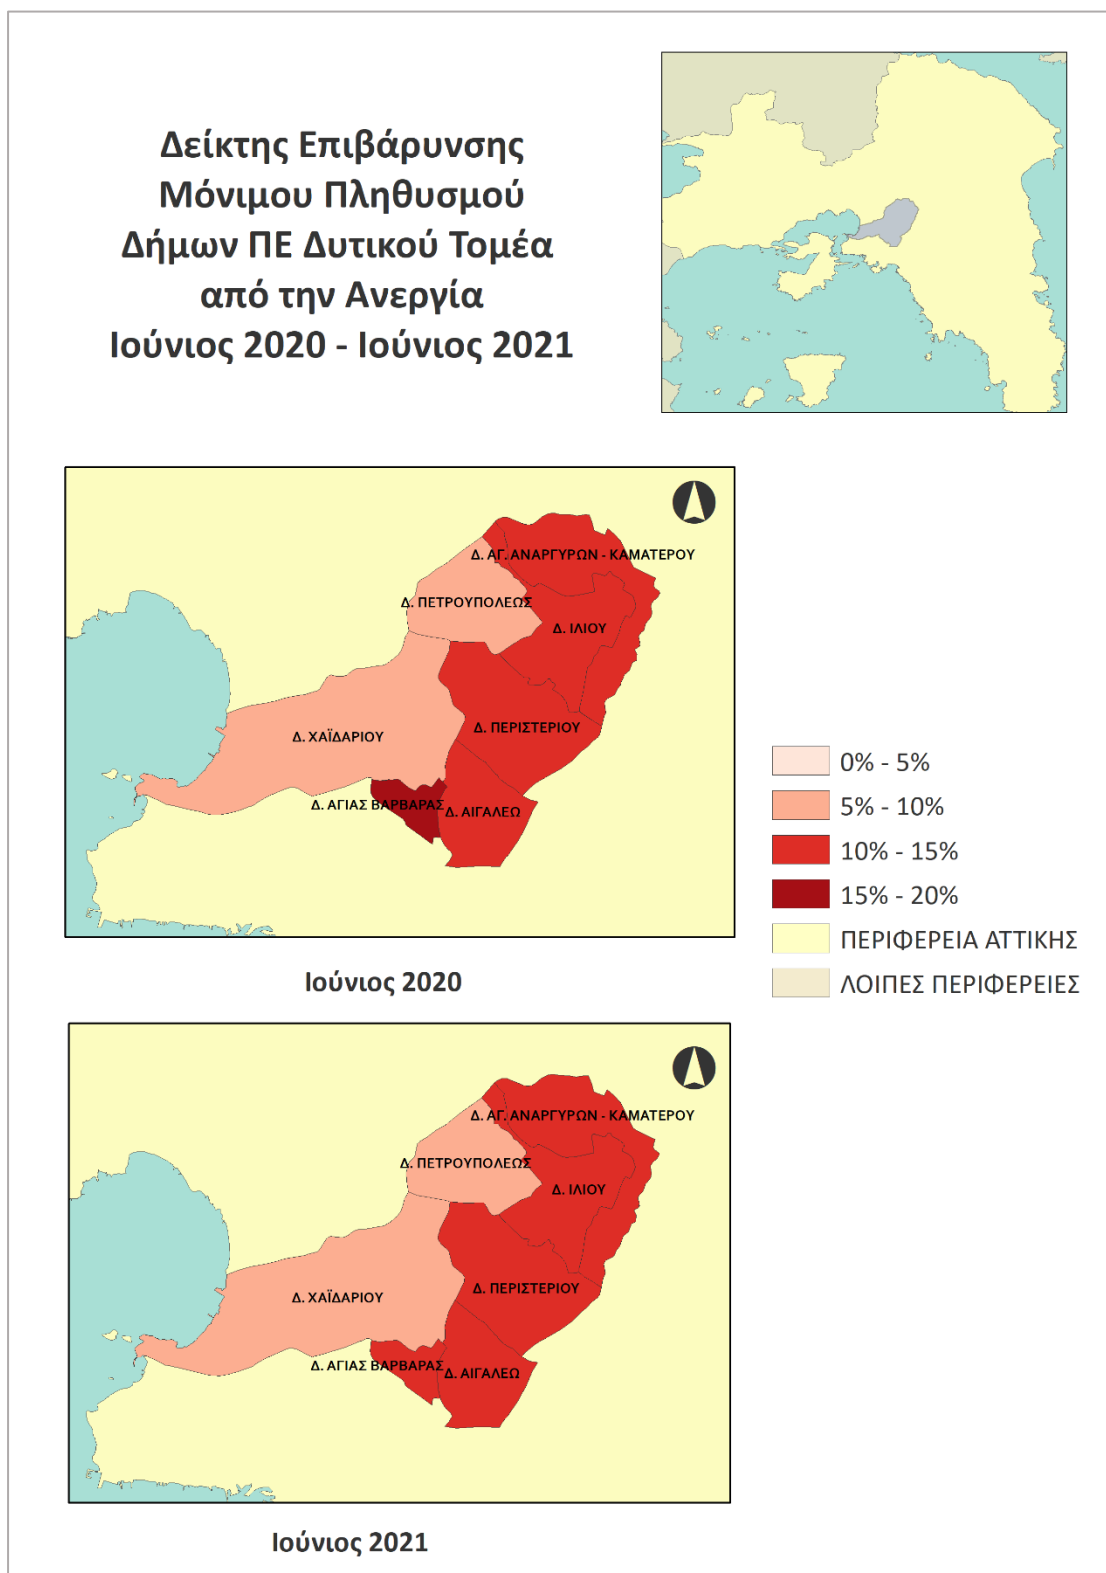 Δείκτης Επιβάρυνσης
Μόνιμου Πληθυσμού
Δήμων ΠΕ Δυτικού Τομέα
από την Ανεργία
Ιούνιος 2020 - Ιούνιος 2021
Δ. ΑΓ. ΑΝΑΡΓΥΡΩΝ - ΚΑΜΑΤΕΡΟΥ
Δ. ΠΕΤΡΟΥΠΟΛΕΩΣ
Δ. ΙΛΙΟΥ
Δ. ΠΕΡΙΣΤΕΡΙΟΥ
Δ. ΧΑΪΔΑΡΙΟΥ
Δ. ΑΓΙΑΣ ΒΑΡΒΑΡΑΣ
Δ. ΑΙΓΑΛΕΩ
Ιούνιος 2020
0% - 5%
5% - 10%
10% - 15%
15% - 20%
ΠΕΡΙΦΕΡΕΙΑ ΑΤΤΙΚΗΣ
ΛΟΙΠΕΣ ΠΕΡΙΦΕΡΕΙΕΣ
Δ. ΑΓ. ΑΝΑΡΓΥΡΩΝ - ΚΑΜΑΤΕΡΟΥ
Δ. ΠΕΤΡΟΥΠΟΛΕΩΣ
Δ. ΙΛΙΟΥ
Δ. ΠΕΡΙΣΤΕΡΙΟΥ
Δ. ΧΑΪΔΑΡΙΟΥ
Δ. ΑΓΙΑΣ ΒΑΡΒΑΡΑΣ
Δ. ΑΙΓΑΛΕΩ
Ιούνιος 2021